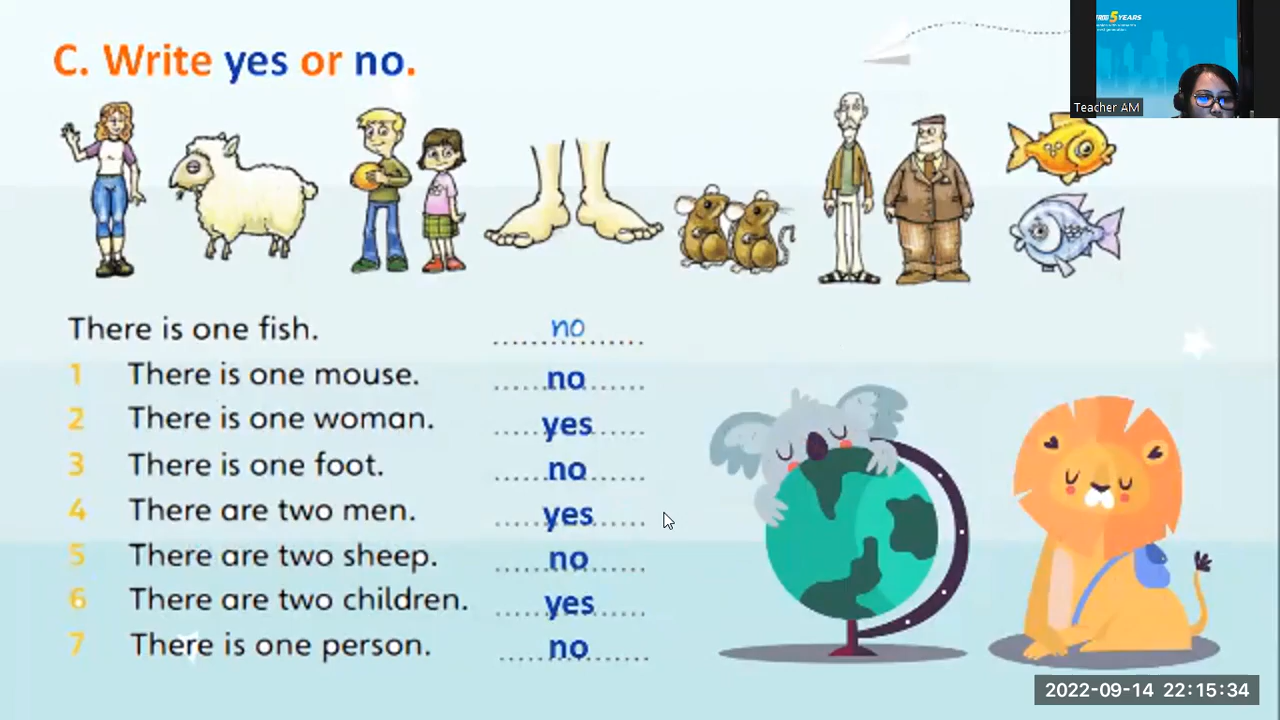 C. Write yes or no.
5 YEARS
Teacher AM
There is one fish. no
1 There is one mouse. no
2 There is one woman. yes
3 There is one foot. no
4 There are two men. yes
5 There are two sheep. no
6 There are two children. yes
7 There is one person. no
2022-09-14 22:15:34